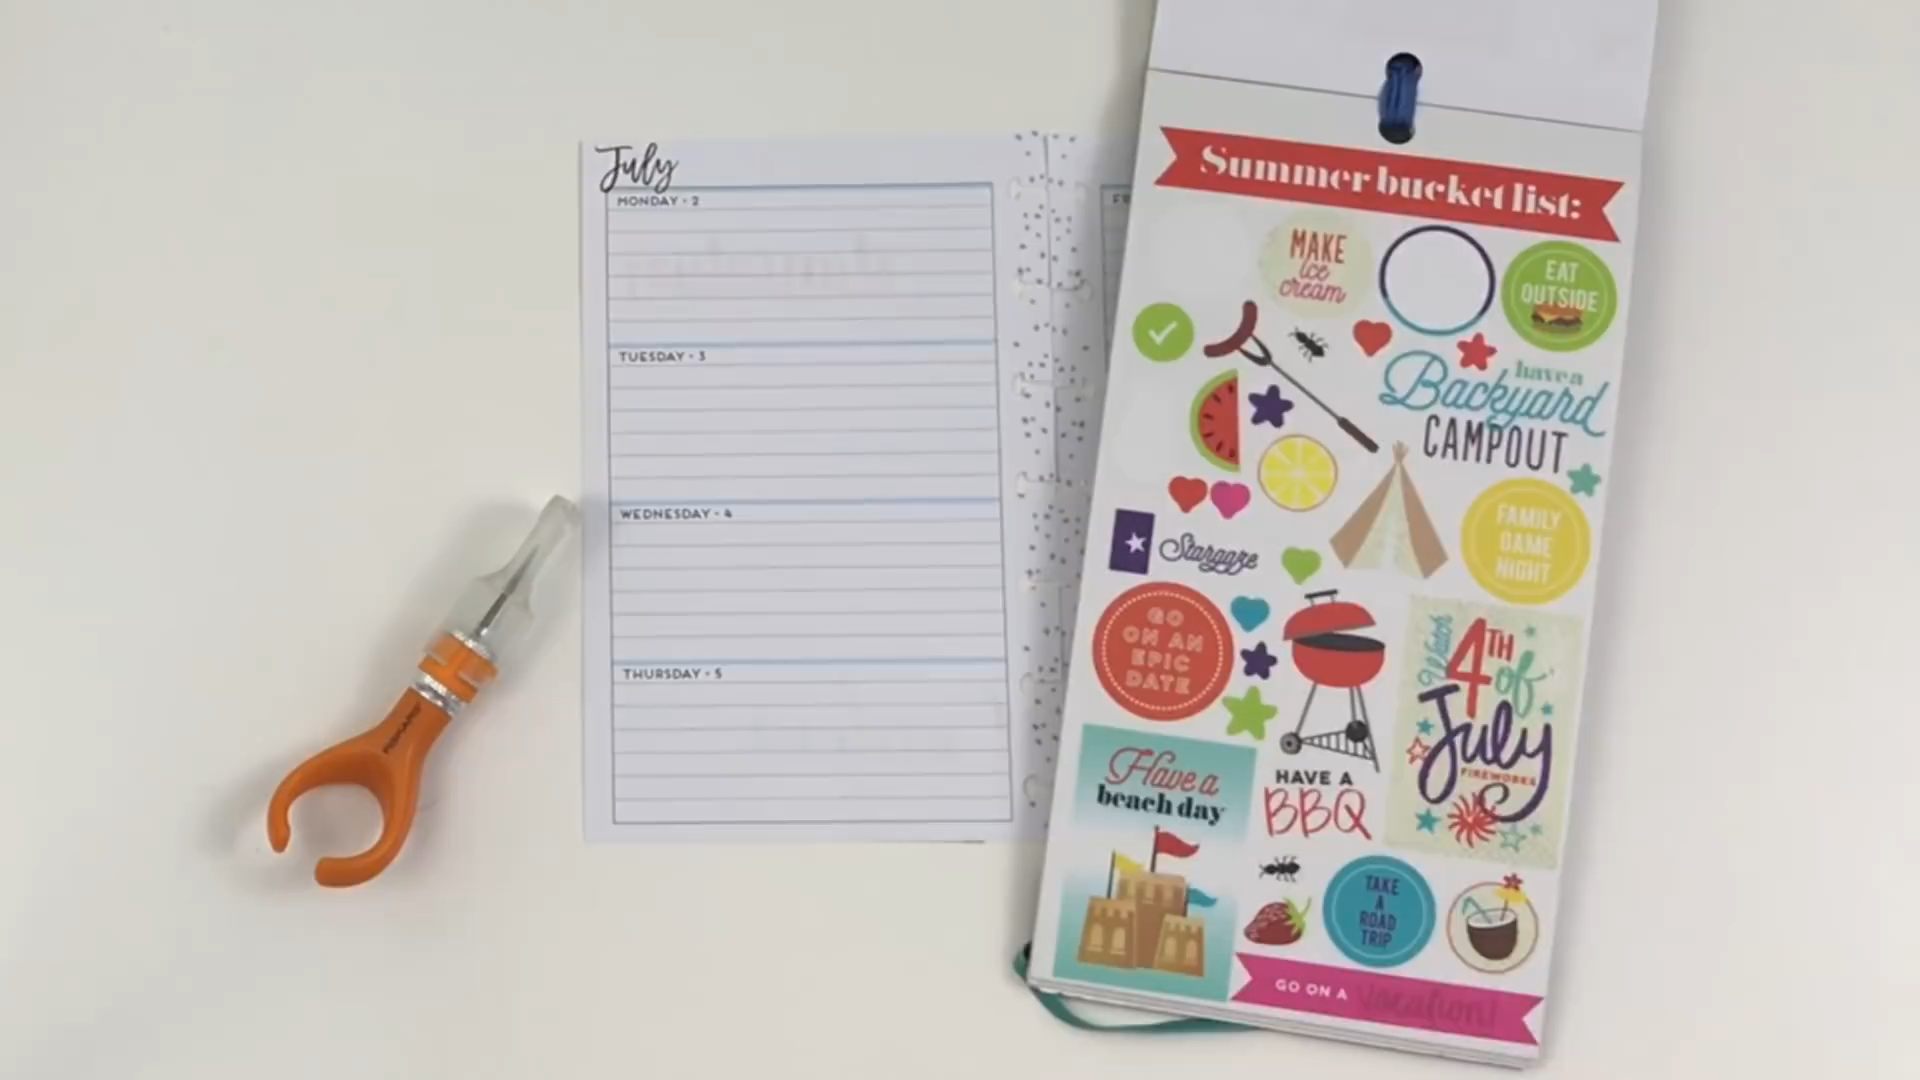 July
MONDAY • 2
TUESDAY • 3
WEDNESDAY • 4
THURSDAY • 5
FISKARS
Summer bucket list:
MAKE
ice
cream
EAT
OUTSIDE
have a
Backyard
CAMPOUT
Stargaze
FAMILY
GAME
NIGHT
GO
ON AN
EPIC
DATE
Watch
4TH
of
July
FIREWORKS
Have a
beach day
HAVE A
BBQ
TAKE
A
ROAD
TRIP
GO ON A vacation!